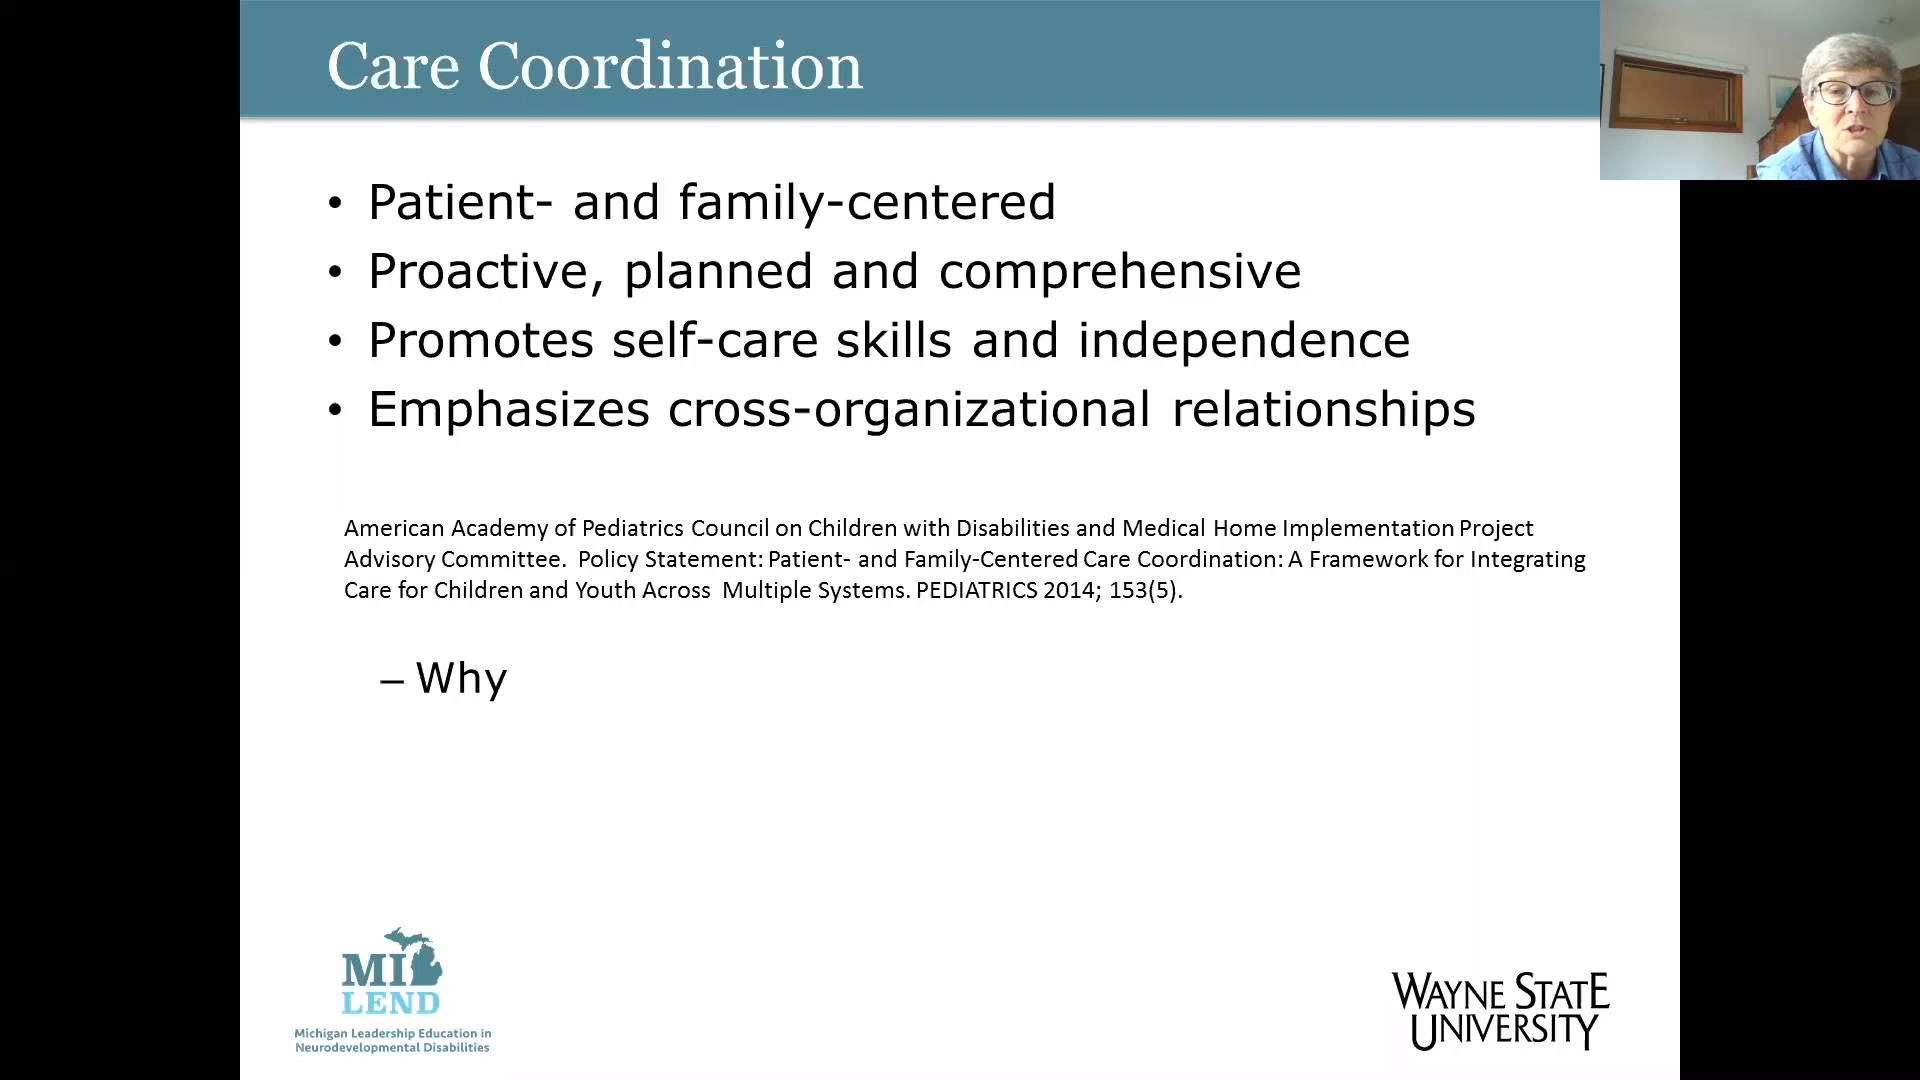 Care Coordination
• Patient- and family-centered
• Proactive, planned and comprehensive
• Promotes self-care skills and independence
• Emphasizes cross-organizational relationships
American Academy of Pediatrics Council on Children with Disabilities and Medical Home Implementation Project
Advisory Committee. Policy Statement: Patient- and Family-Centered Care Coordination: A Framework for Integrating
Care for Children and Youth Across Multiple Systems. PEDIATRICS 2014; 153(5).
– Why
MI
LEND
Michigan Leadership Education in
Neurodevelopmental Disabilities
WAYNE STATE
UNIVERSITY